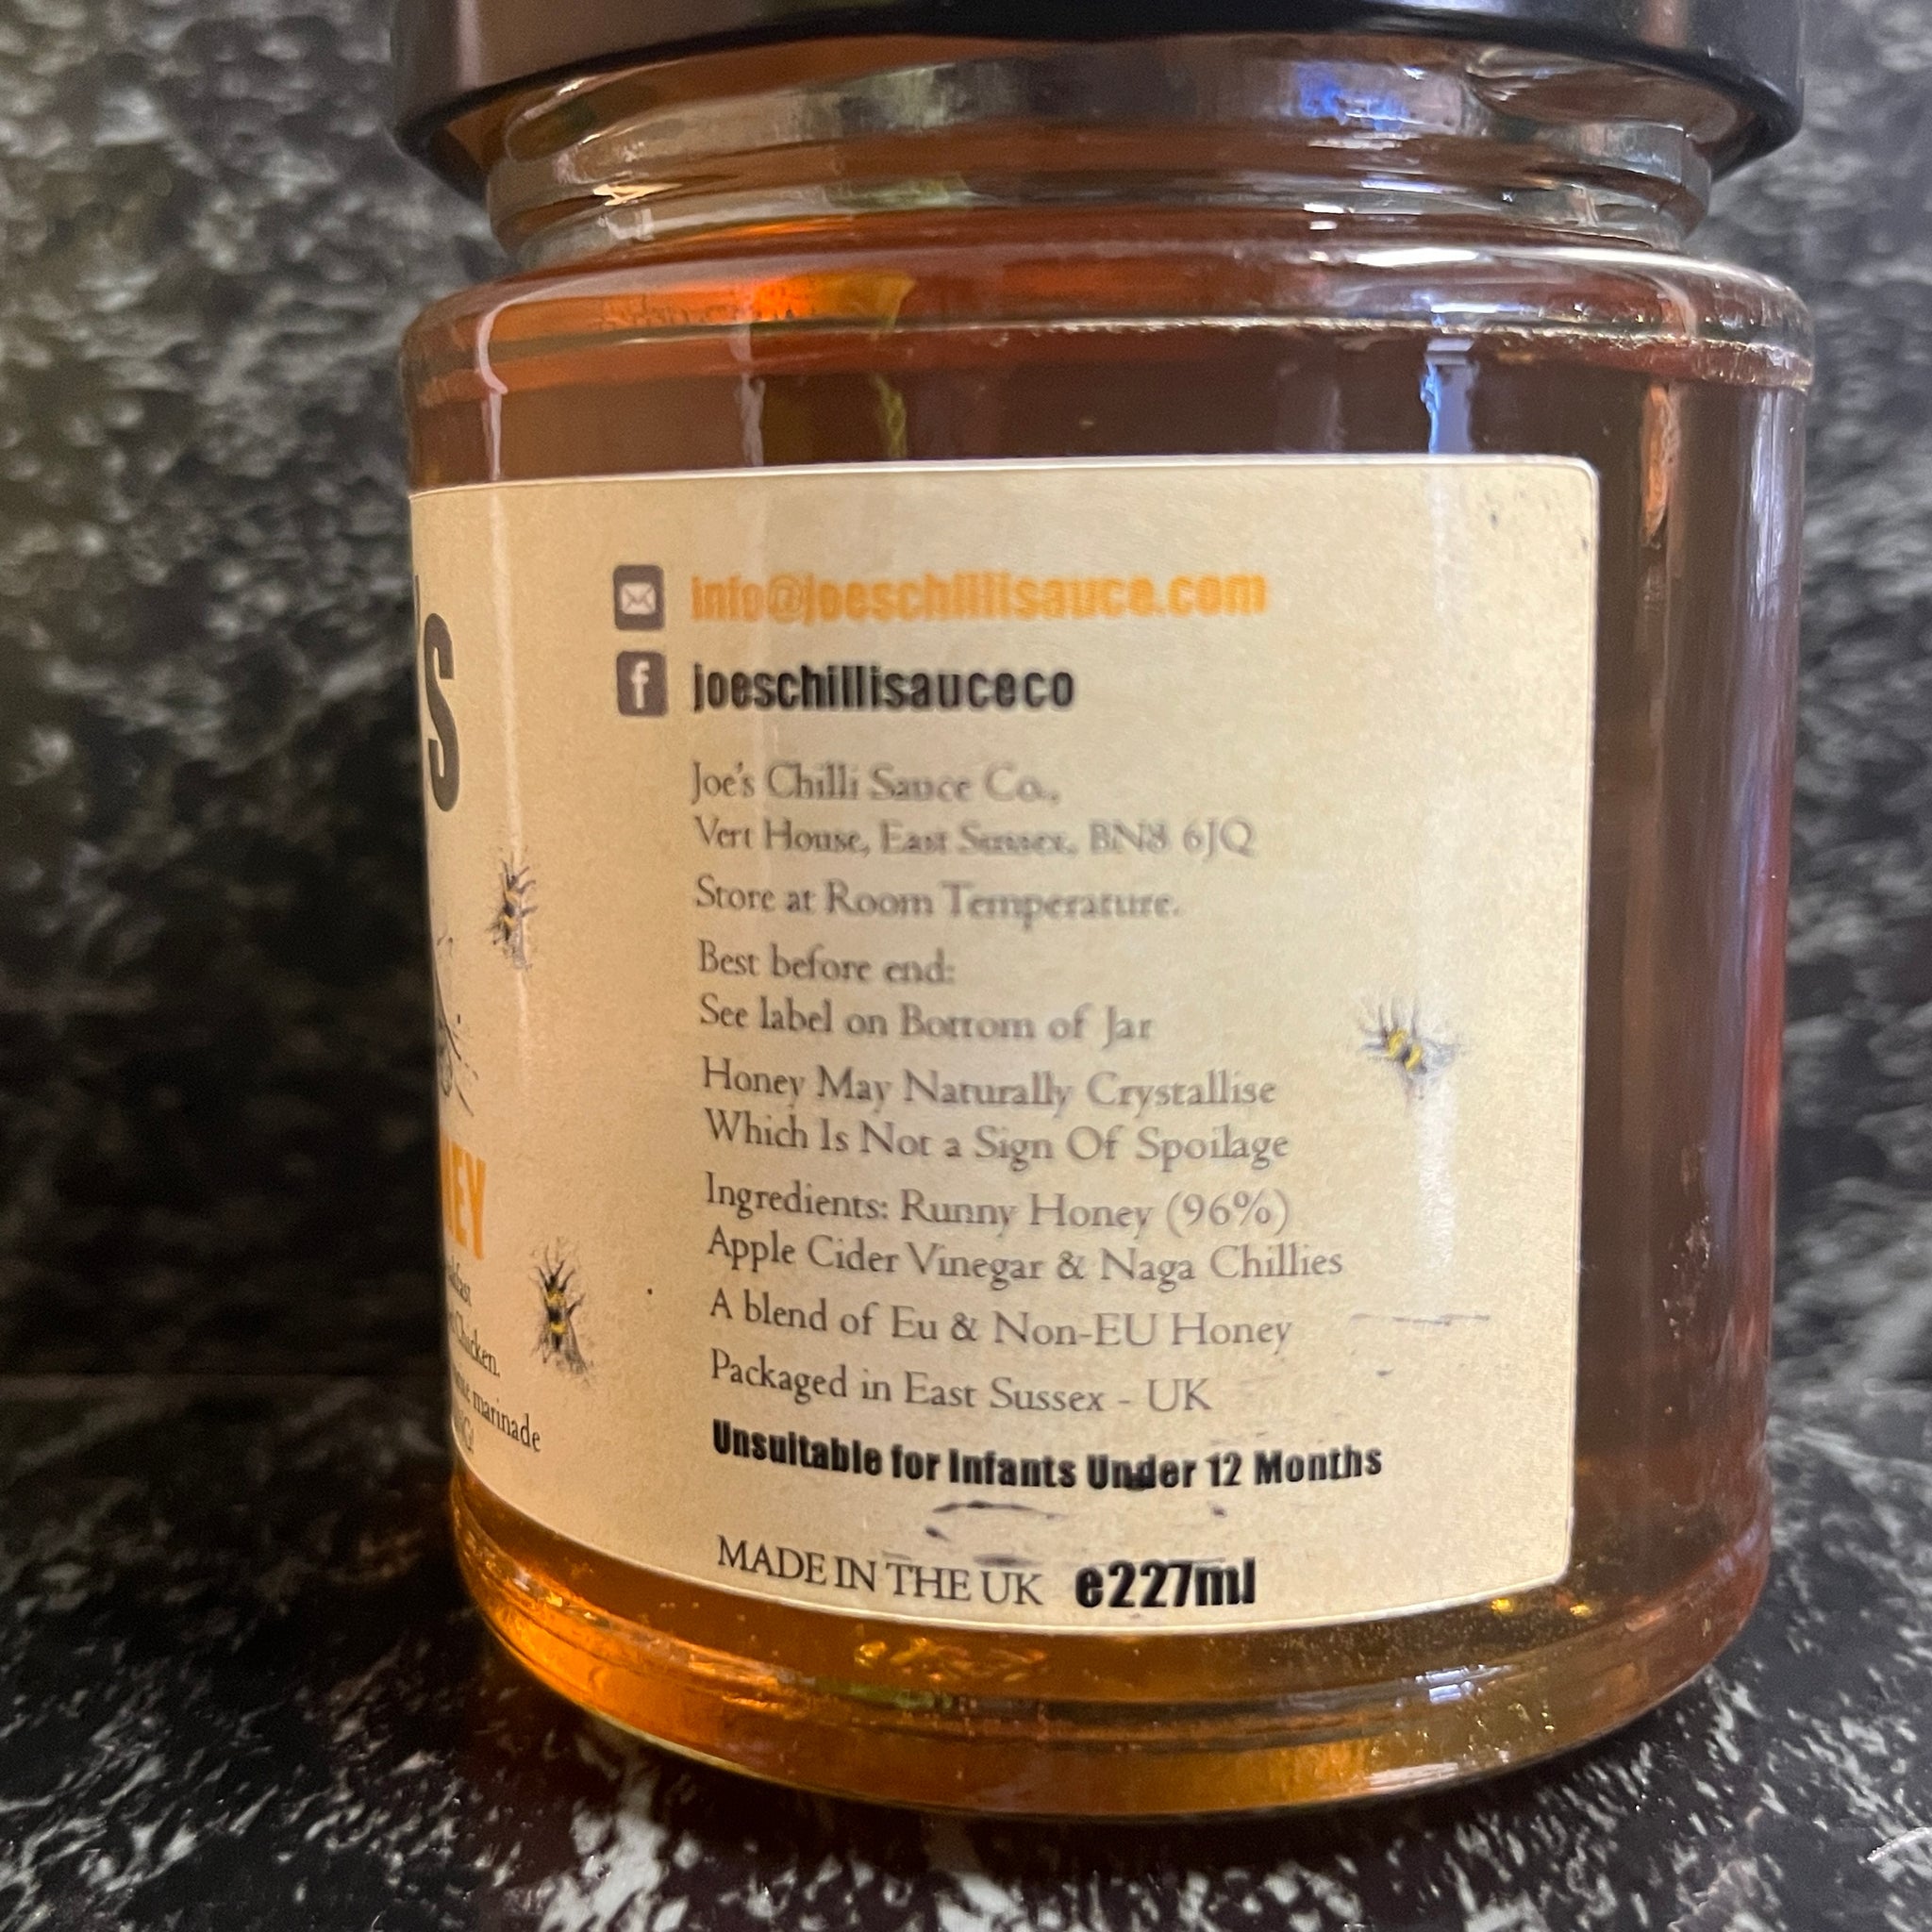 'S
NEY
Chicken.
marinade
info@joeschillisauce.com
joeschillisauceco
Joe's Chilli Sauce Co.,
Vert House, East Sussex, BN8 6JQ
Store at Room Temperature.
Best before end:
See label on Bottom of Jar
Honey May Naturally Crystallise
Which Is Not a Sign Of Spoilage
Ingredients: Runny Honey (96%)
Apple Cider Vinegar & Naga Chillies
A blend of Eu & Non-EU Honey
Packaged in East Sussex - UK
Unsuitable for Infants Under 12 Months
MADE IN THE UK e227ml